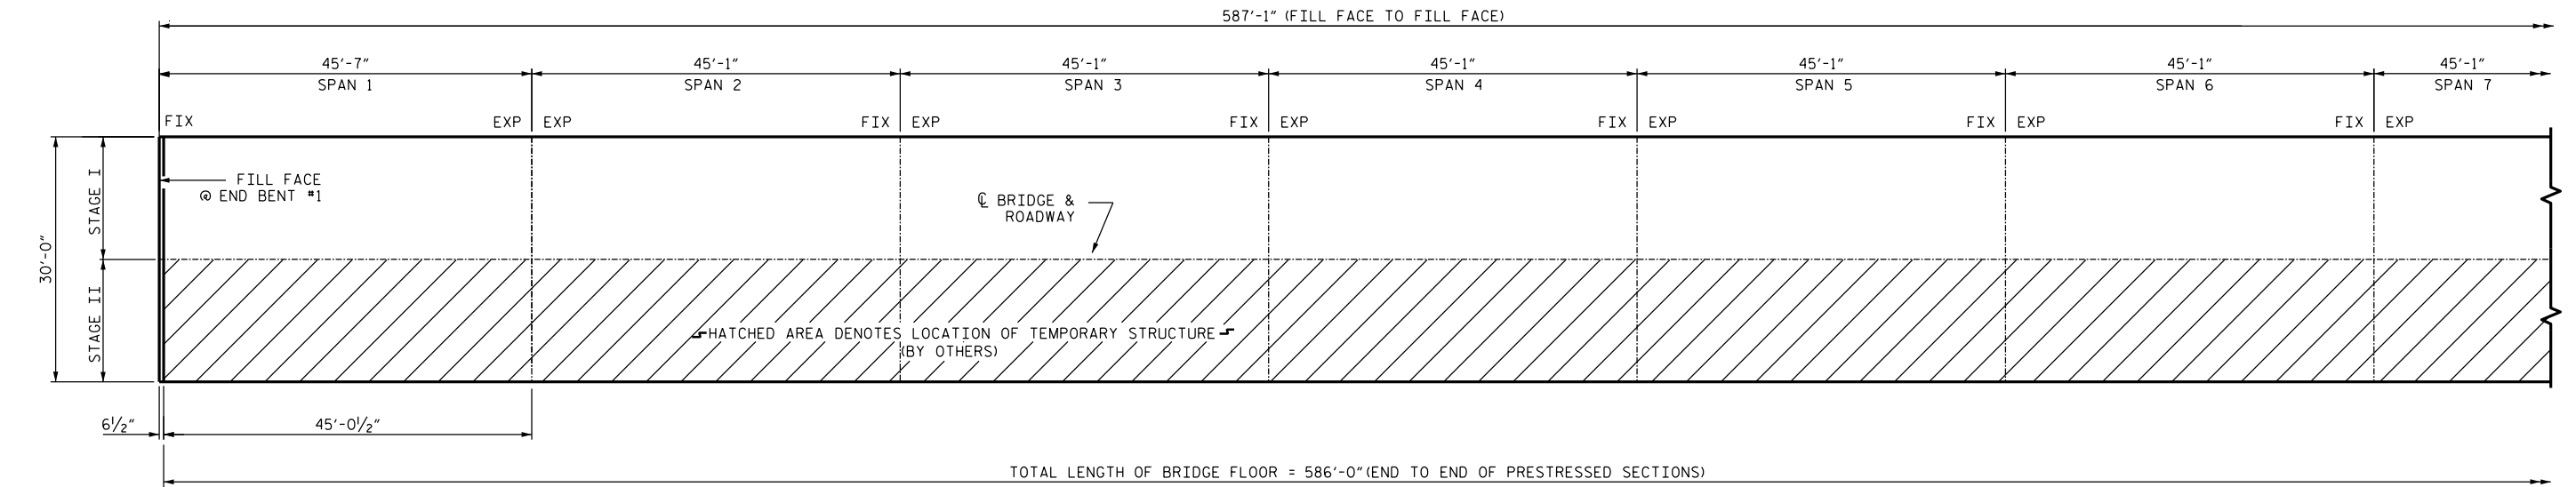 587'-1" (FILL FACE TO FILL FACE)
45'-7" 45'-1" 45'-1" 45'-1" 45'-1" 45'-1" 45'-1"
SPAN 1 SPAN 2 SPAN 3 SPAN 4 SPAN 5 SPAN 6 SPAN 7
FIX EXP EXP FIX EXP FIX EXP FIX EXP FIX EXP FIX EXP
30'-0"
STAGE I
STAGE II
FILL FACE
@ END BENT #1
℄ BRIDGE &
ROADWAY
HATCHED AREA DENOTES LOCATION OF TEMPORARY STRUCTURE
(BY OTHERS)
6½" 45'-0½"
TOTAL LENGTH OF BRIDGE FLOOR = 586'-0"(END TO END OF PRESTRESSED SECTIONS)